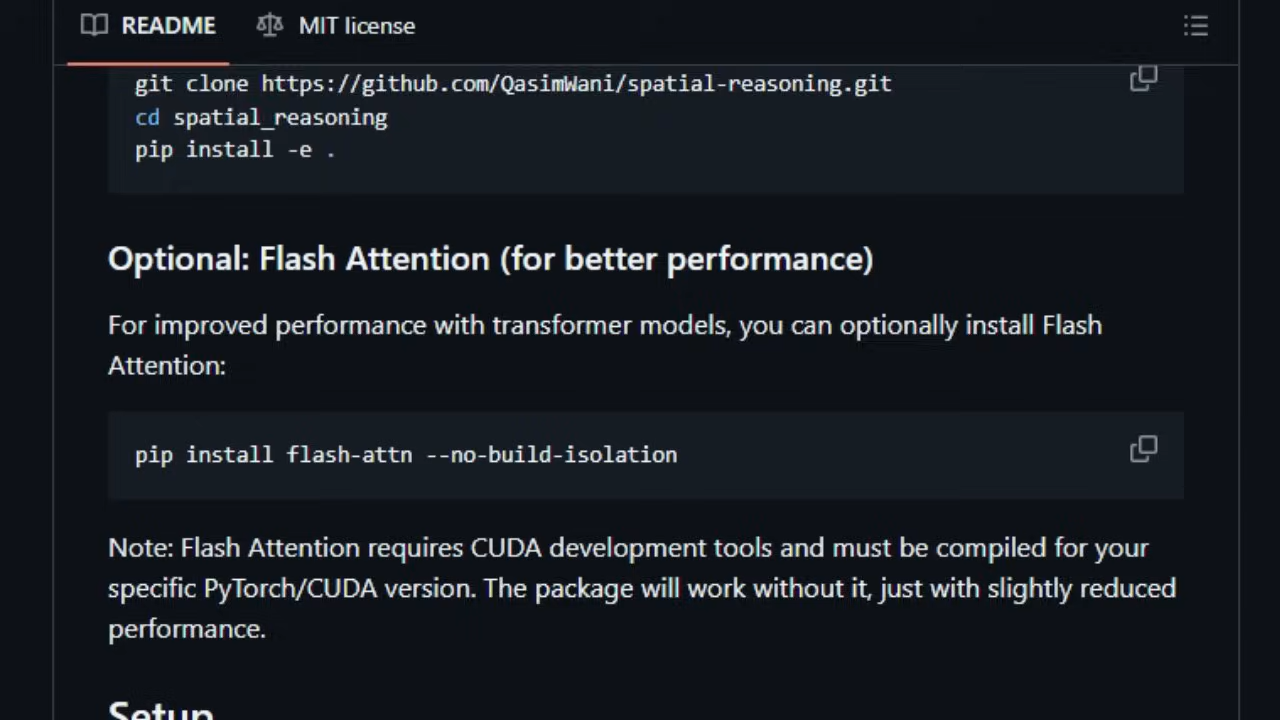 README
MIT license
git clone https://github.com/QasimWani/spatial-reasoning.git
cd spatial_reasoning
pip install -e .
Optional: Flash Attention (for better performance)
For improved performance with transformer models, you can optionally install Flash
Attention:
pip install flash-attn --no-build-isolation
Note: Flash Attention requires CUDA development tools and must be compiled for your
specific PyTorch/CUDA version. The package will work without it, just with slightly reduced
performance.
Setup